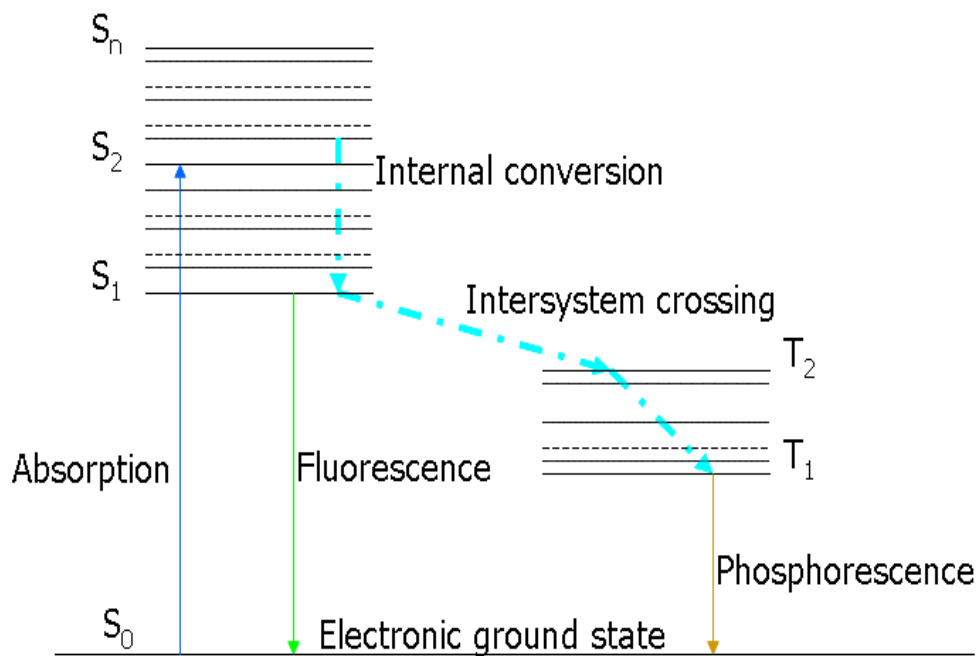 Sn
S2
Internal conversion
S1
Intersystem crossing
T2
T1
Absorption
Fluorescence
Phosphorescence
S0
Electronic ground state